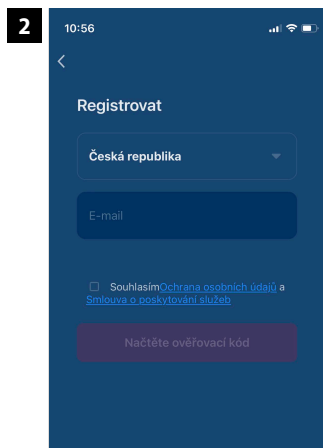 2
10:56
Registrovat
Česká republika
E-mail
SouhlasímOchrana osobních údajů a
Smlouva o poskytování služeb
Načtěte ověřovací kód